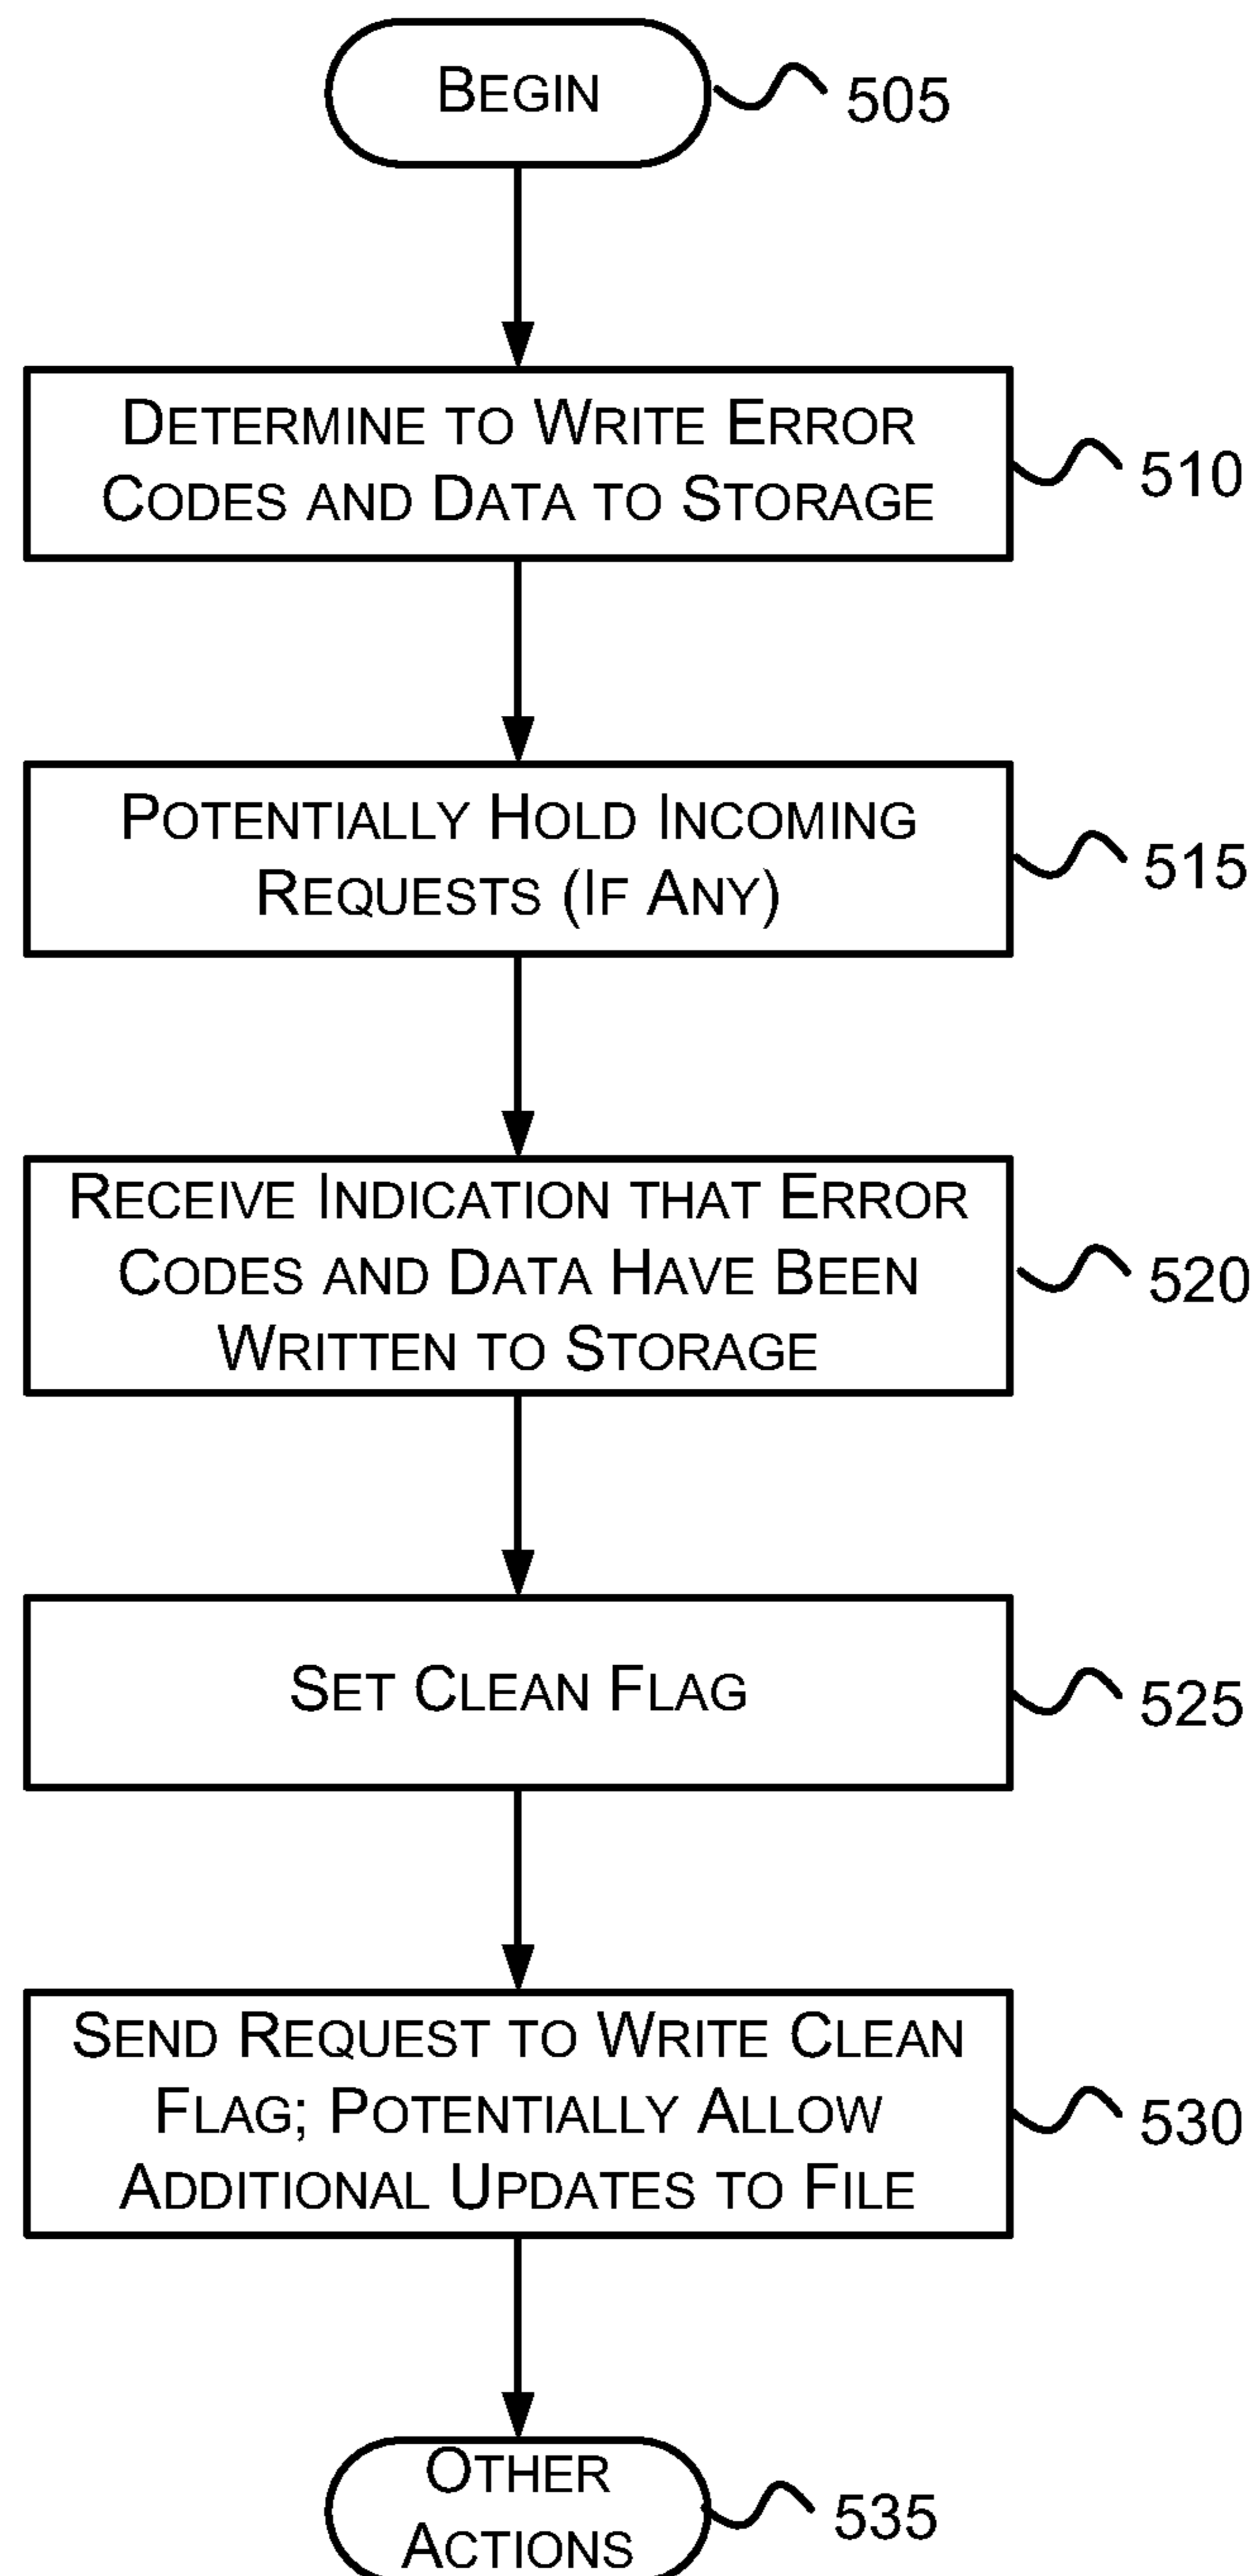 BEGIN
505
DETERMINE TO WRITE ERROR
CODES AND DATA TO STORAGE
510
POTENTIALLY HOLD INCOMING
REQUESTS (IF ANY)
515
RECEIVE INDICATION THAT ERROR
CODES AND DATA HAVE BEEN
WRITTEN TO STORAGE
520
SET CLEAN FLAG
525
SEND REQUEST TO WRITE CLEAN
FLAG; POTENTIALLY ALLOW
ADDITIONAL UPDATES TO FILE
530
OTHER
ACTIONS
535